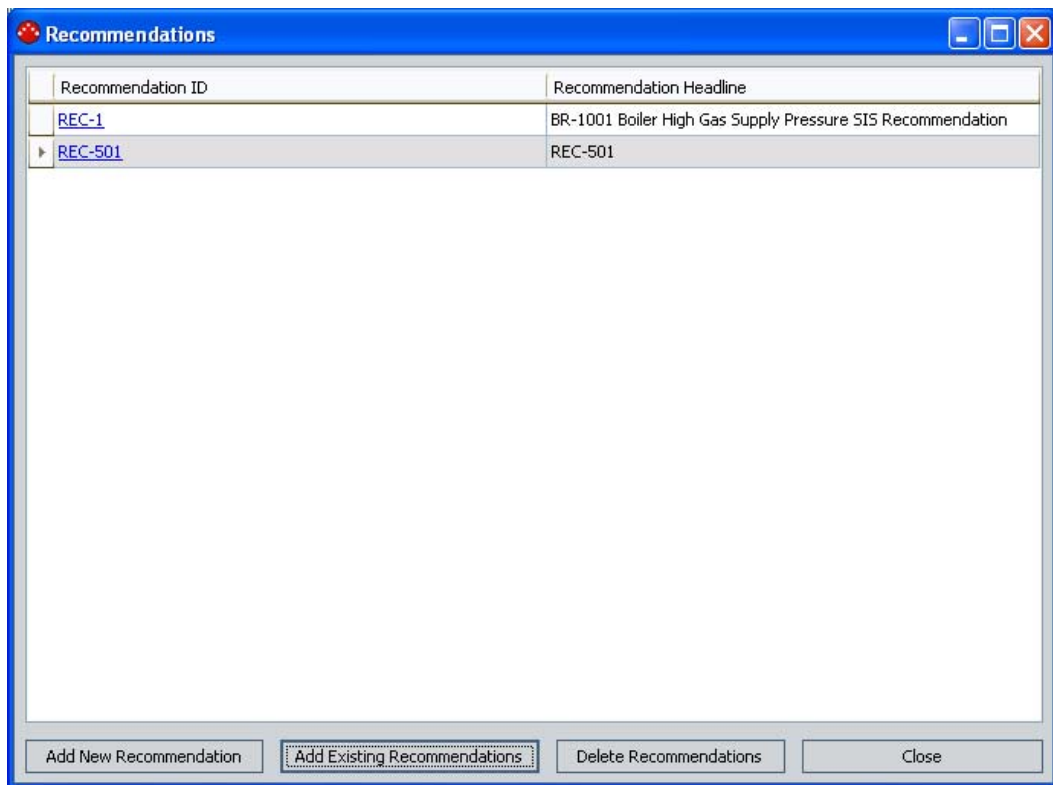 Recommendations
Recommendation ID Recommendation Headline
REC-1 BR-1001 Boiler High Gas Supply Pressure SIS Recommendation
REC-501 REC-501
Add New Recommendation Add Existing Recommendations Delete Recommendations Close